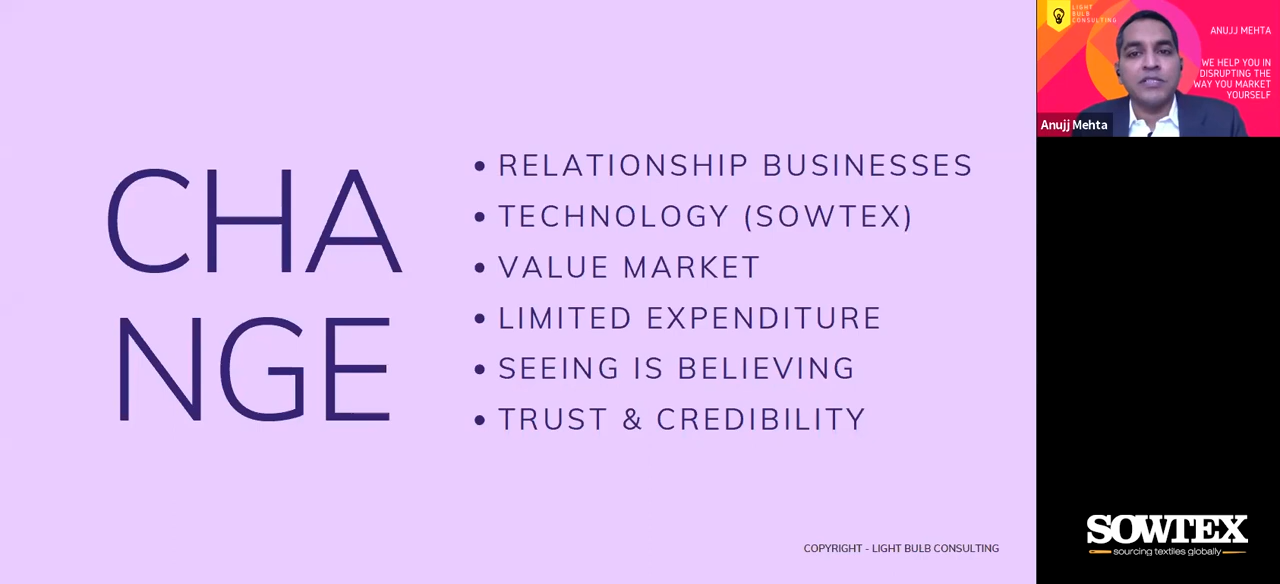 CHA
NGE
• RELATIONSHIP BUSINESSES
• TECHNOLOGY (SOWTEX)
• VALUE MARKET
• LIMITED EXPENDITURE
• SEEING IS BELIEVING
• TRUST & CREDIBILITY
COPYRIGHT - LIGHT BULB CONSULTING
LIGHT
BULB
CONSULTING
ANUJJ MEHTA
WE HELP YOU IN
DISRUPTING THE
WAY YOU MARKET
YOURSELF
Anujj Mehta
SOWTEX
sourcing textiles globally